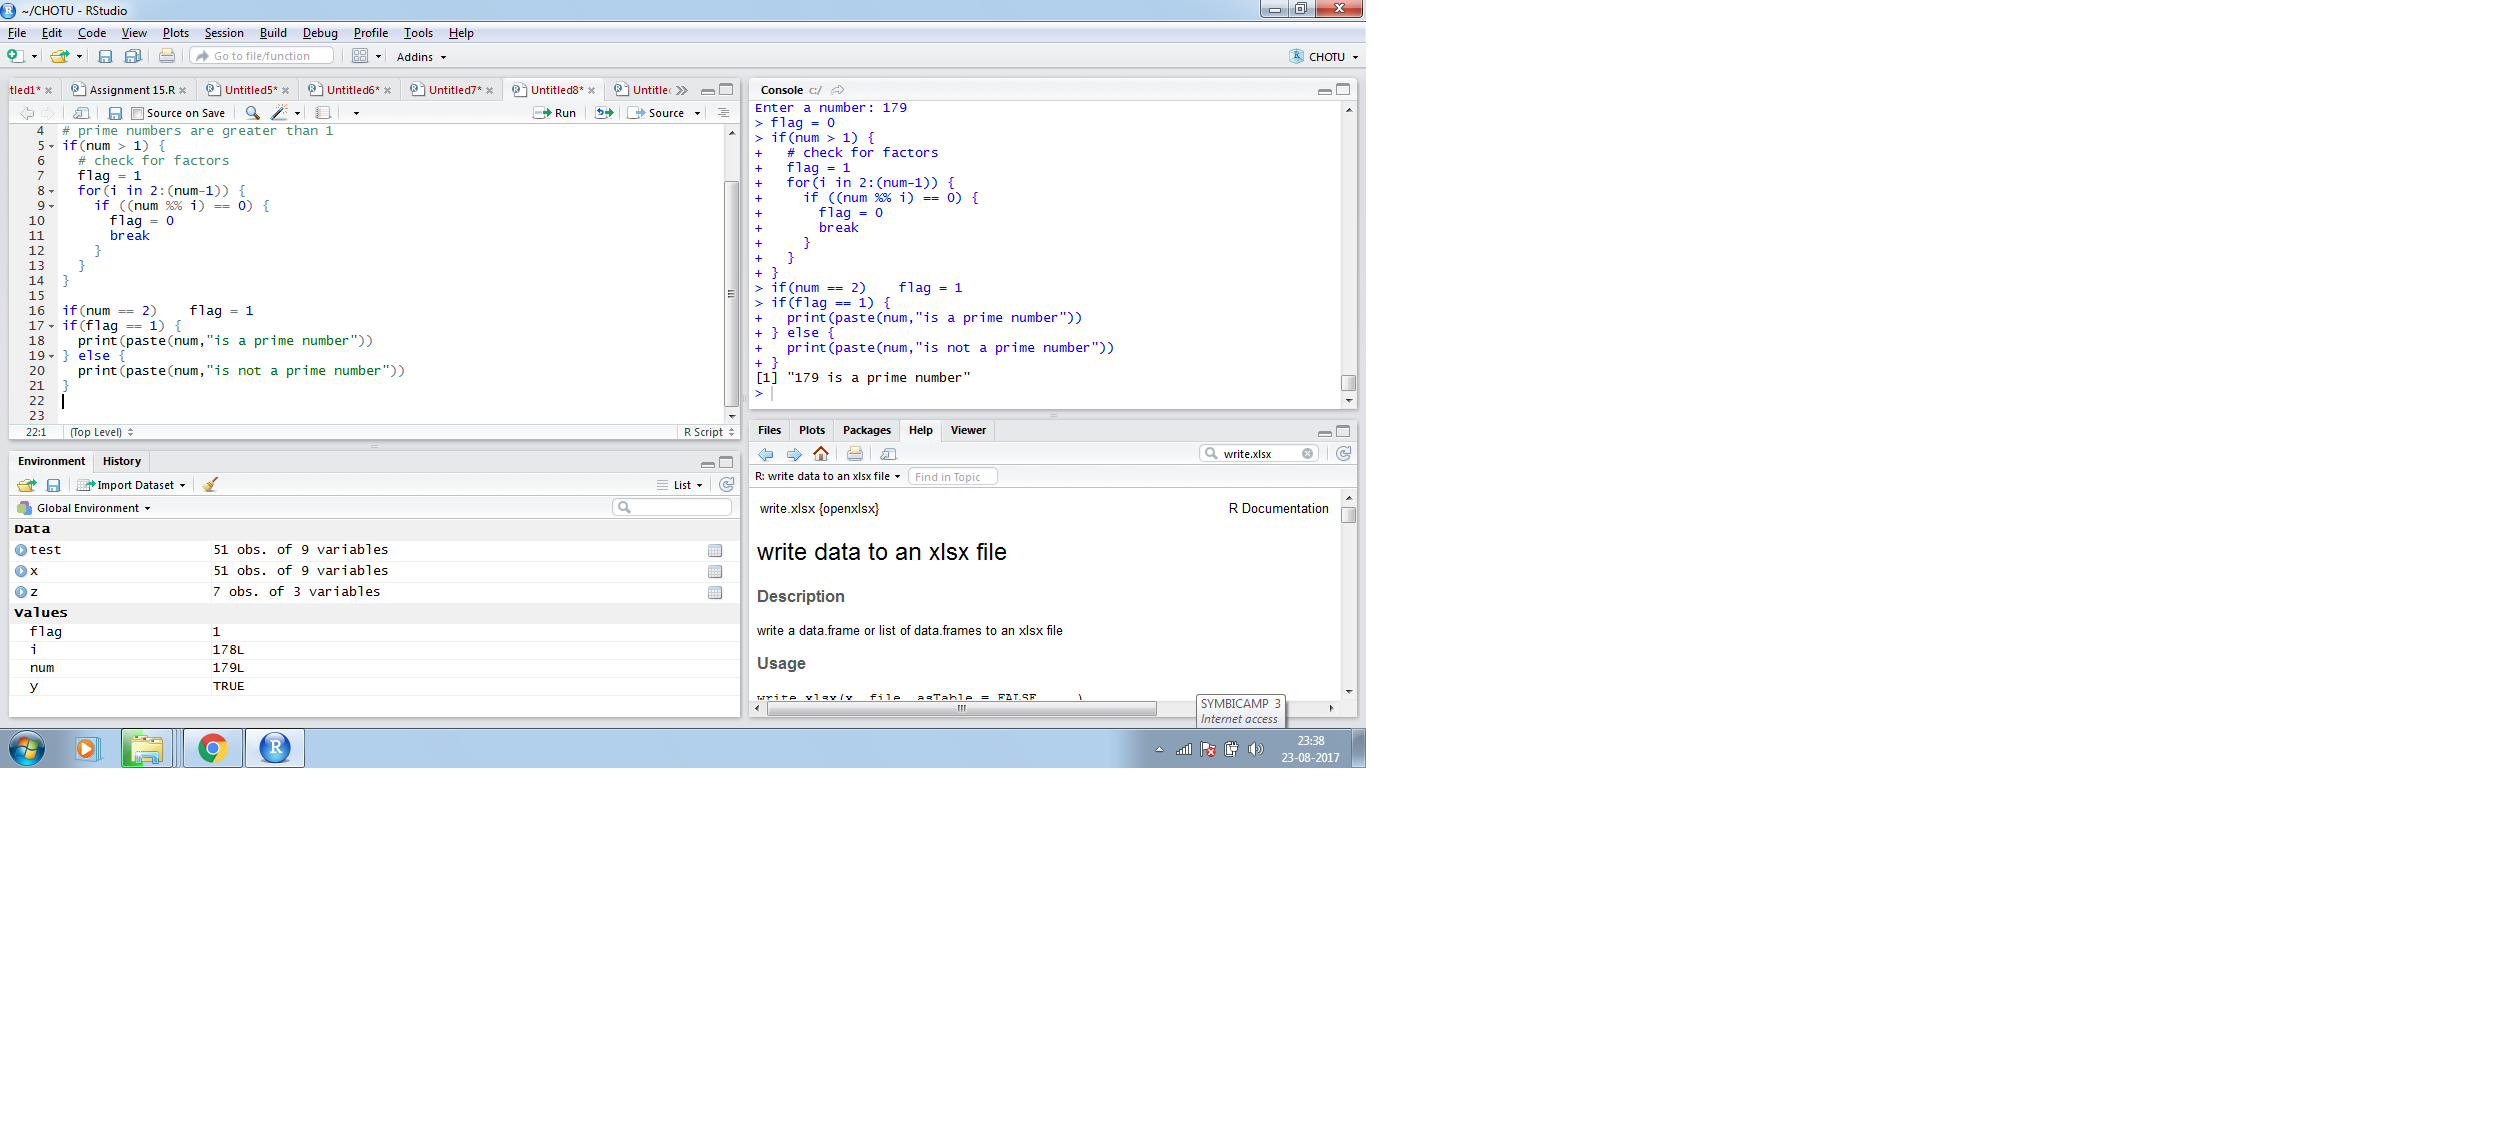 ~/CHOTU - RStudio
File Edit Code View Plots Session Build Debug Profile Tools Help
Go to file/function Addins CHOTU
tled1* Assignment 15.R Untitled5* Untitled6* Untitled7* Untitled8* Untitle
Source on Save Run Source
4 # prime numbers are greater than 1
5 if(num > 1) {
6 # check for factors
7 flag = 1
8 for(i in 2:(num-1)) {
9 if ((num %% i) == 0) {
10 flag = 0
11 break
12 }
13 }
14 }
15
16 if(num == 2) flag = 1
17 if(flag == 1) {
18 print(paste(num,"is a prime number"))
19 } else {
20 print(paste(num,"is not a prime number"))
21 }
22
23
22:1 (Top Level) R Script
Environment History
Import Dataset List
Global Environment
Data
test 51 obs. of 9 variables
x 51 obs. of 9 variables
z 7 obs. of 3 variables
Values
flag 1
i 178L
num 179L
y TRUE
Console C:/
Enter a number: 179
> flag = 0
> if(num > 1) {
+ # check for factors
+ flag = 1
+ for(i in 2:(num-1)) {
+ if ((num %% i) == 0) {
+ flag = 0
+ break
+ }
+ }
+ }
> if(num == 2) flag = 1
> if(flag == 1) {
+ print(paste(num,"is a prime number"))
+ } else {
+ print(paste(num,"is not a prime number"))
+ }
[1] "179 is a prime number"
>
Files Plots Packages Help Viewer
write.xlsx
R: write data to an xlsx file Find in Topic
write.xlsx {openxlsx} R Documentation
write data to an xlsx file
Description
write a data.frame or list of data.frames to an xlsx file
Usage
write.xlsx(x, file, asTable = FALSE, ...)
SYMBICAMP 3
Internet access
23:38
23-08-2017